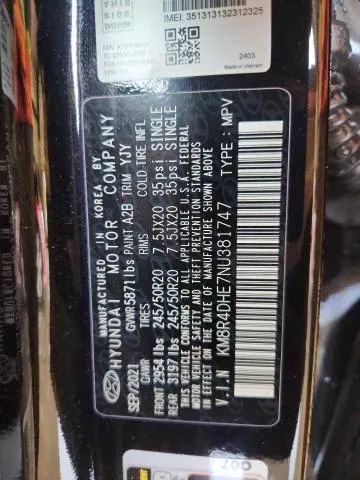 THIS
SIDE
DOWN
IMEI: 351313132312325
2403
Made in Vietnam
MANUFACTURED IN KOREA BY
HYUNDAI MOTOR COMPANY
SEP/2021 GVWR 5871 lbs PAINT A2B TRIM YJY
GAWR TIRES RIMS COLD TIRE INFL
FRONT 2954 lbs 245/50R20 7.5JX20 35psi SINGLE
REAR 3197 lbs 245/50R20 7.5JX20 35psi SINGLE
THIS VEHICLE CONFORMS TO ALL APPLICABLE U.S.A. FEDERAL
MOTOR VEHICLE SAFETY AND THEFT PREVENTION STANDARDS
IN EFFECT ON THE DATE OF MANUFACTURE SHOWN ABOVE
V.I.N KM8R4DHE7NU381747 TYPE: MPV